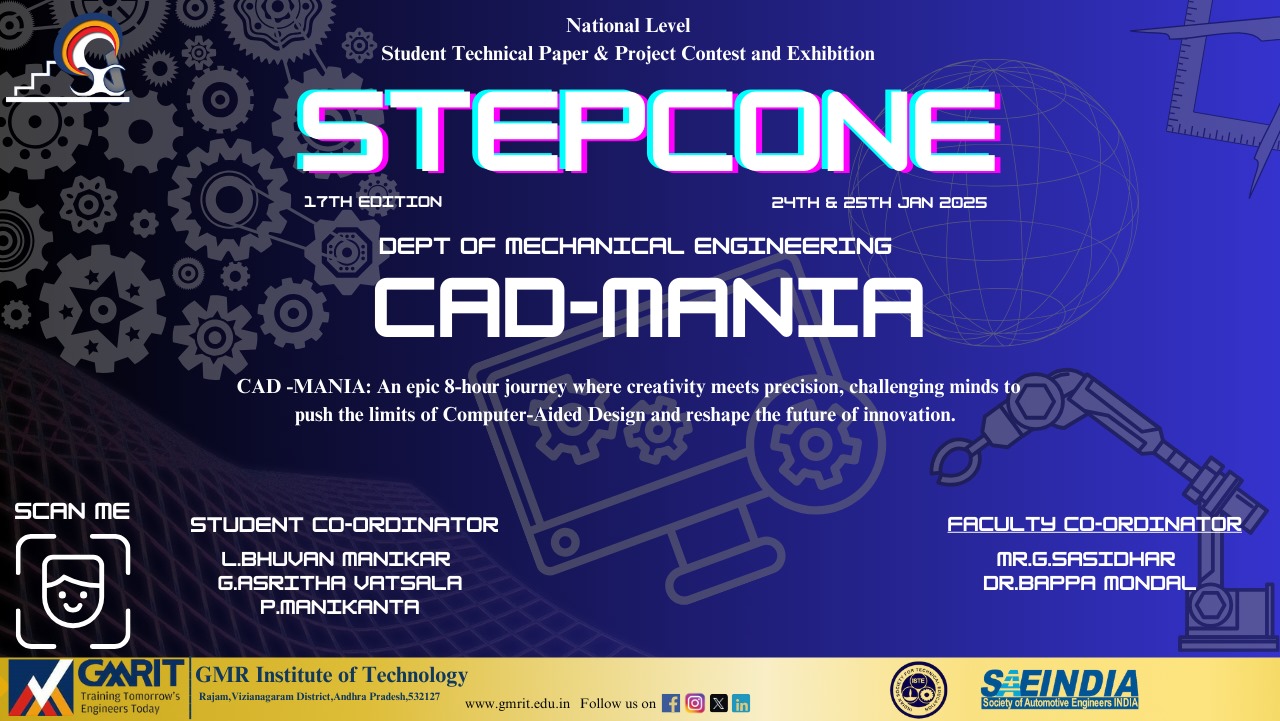 National Level
Student Technical Paper & Project Contest and Exhibition
STEPCONE
17TH EDITION
24TH & 25TH JAN 2025
DEPT OF MECHANICAL ENGINEERING
CAD-MANIA
CAD -MANIA: An epic 8-hour journey where creativity meets precision, challenging minds to
push the limits of Computer-Aided Design and reshape the future of innovation.
SCAN ME
STUDENT CO-ORDINATOR
L.BHUVAN MANIKAR
G.ASRITHA VATSALA
P.MANIKANTA
FACULTY CO-ORDINATOR
MR.G.SASIDHAR
DR.BAPPA MONDAL
GMRIT
Training Tomorrow's
Engineers Today
GMR Institute of Technology
Rajam,Vizianagaram District,Andhra Pradesh,532127
www.gmrit.edu.in Follow us on
ISTE
SAEINDIA
Society of Automotive Engineers INDIA